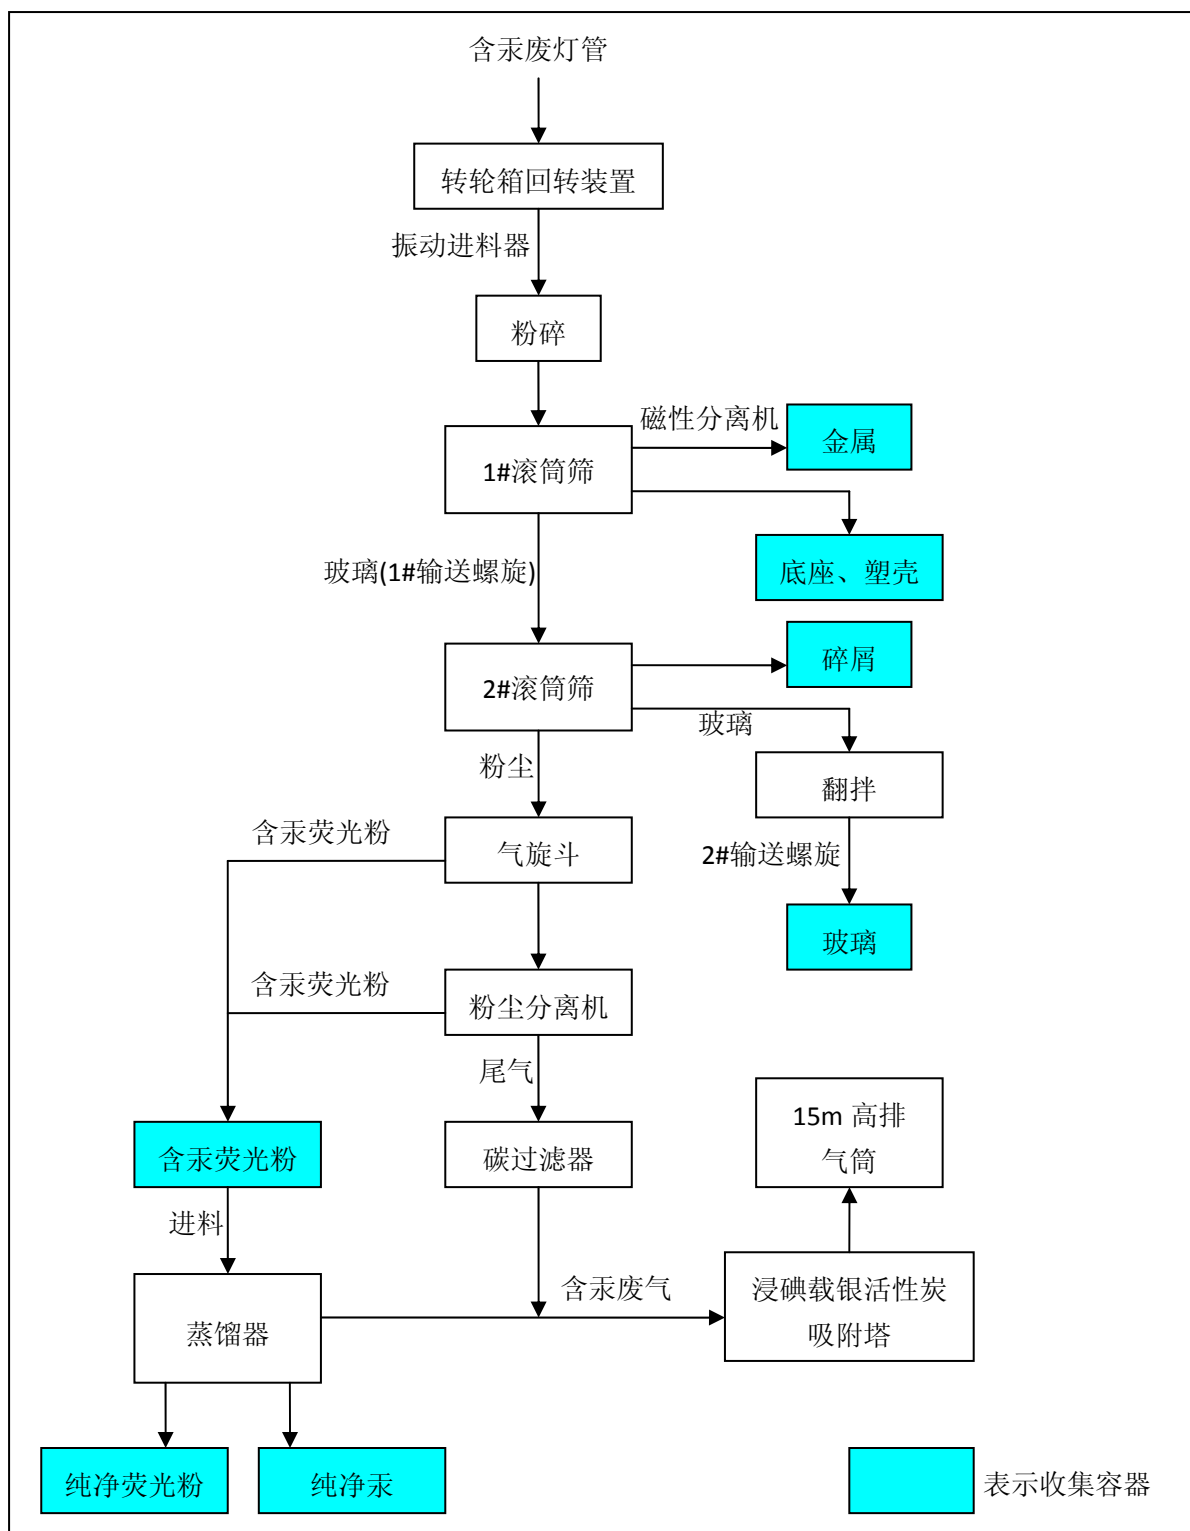 含汞废灯管
转轮箱回转装置
振动进料器
粉碎
磁性分离机
金属
1#滚筒筛
底座、塑壳
玻璃(1#输送螺旋)
碎屑
2#滚筒筛
玻璃
粉尘
翻拌
含汞荧光粉
气旋斗
2#输送螺旋
玻璃
含汞荧光粉
粉尘分离机
尾气
15m 高排
气筒
含汞荧光粉
碳过滤器
进料
含汞废气
浸碘载银活性炭
吸附塔
蒸馏器
纯净荧光粉
纯净汞
表示收集容器